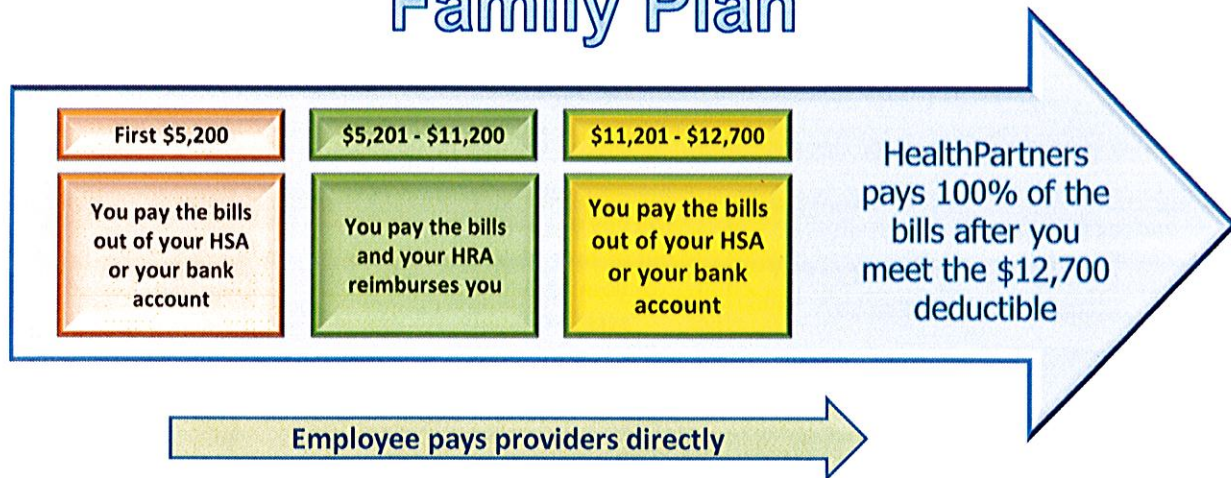 Family Plan
First $5,200
You pay the bills
out of your HSA
or your bank
account
$5,201 - $11,200
You pay the bills
and your HRA
reimburses you
$11,201 - $12,700
You pay the bills
out of your HSA
or your bank
account
HealthPartners
pays 100% of the
bills after you
meet the $12,700
deductible
Employee pays providers directly